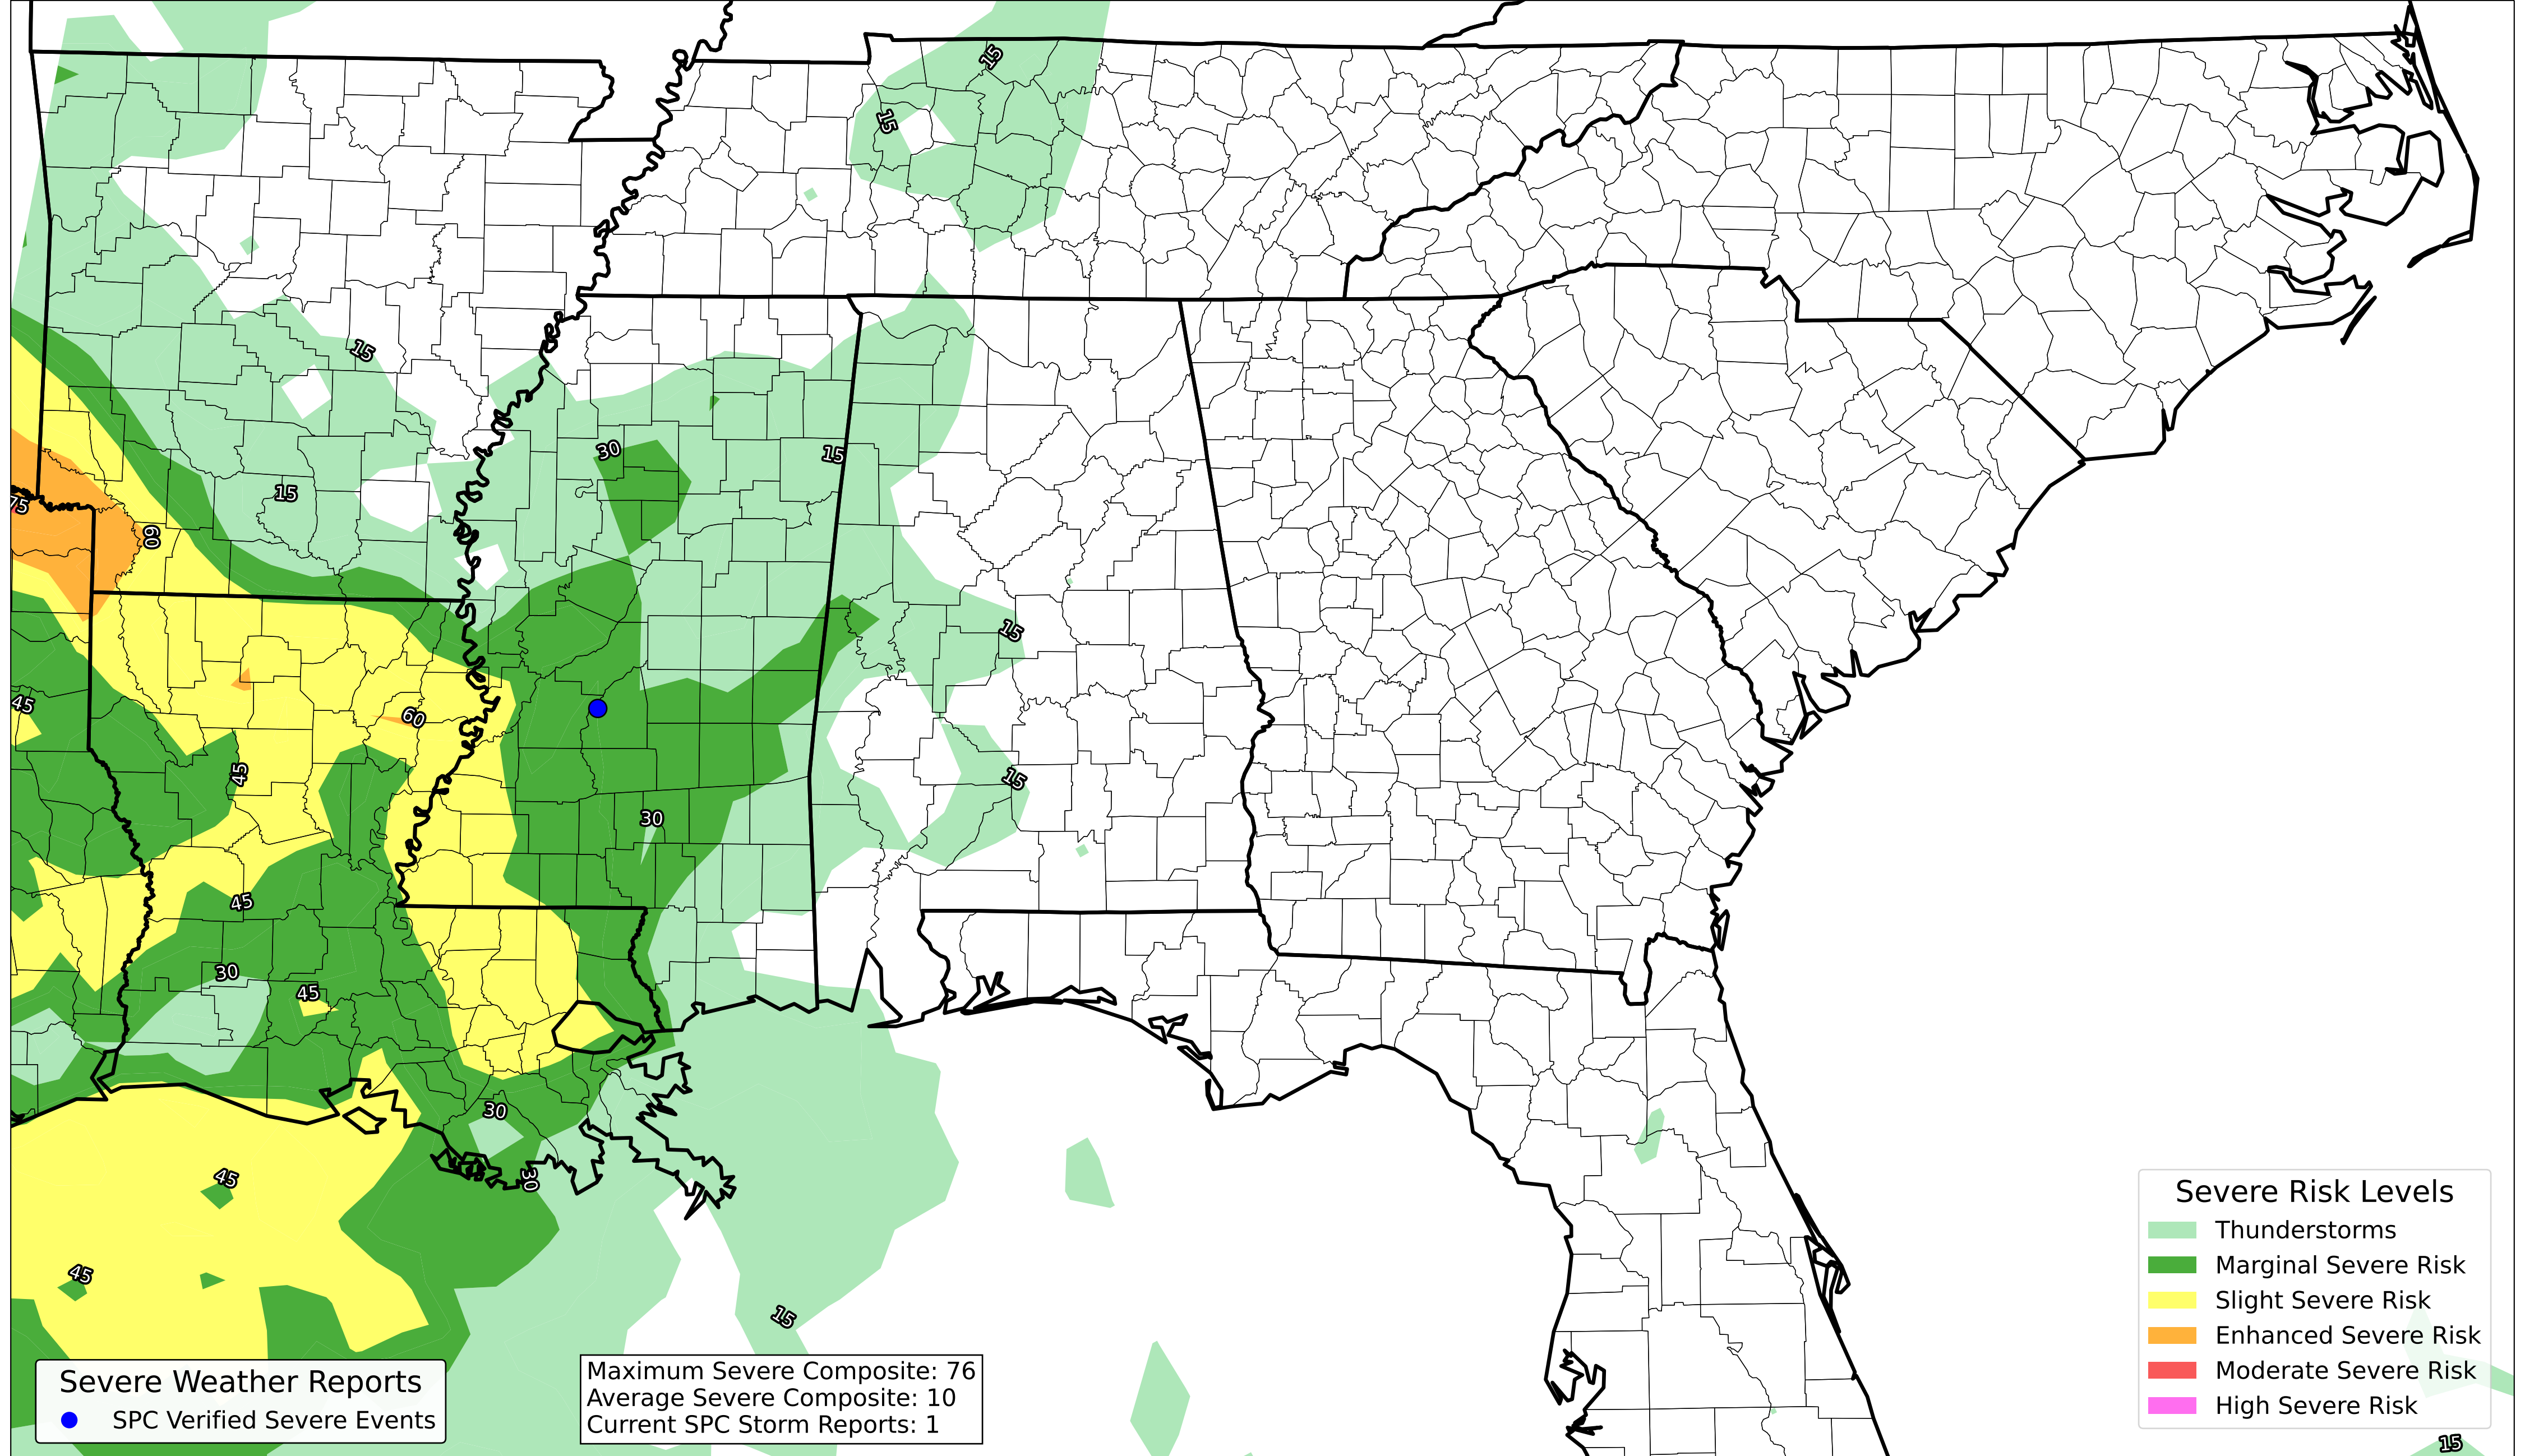 15
15
15
30
15
15
75
60
15
45
60
45
15
30
45
30
45
30
30
45
45
15
15
Severe Risk Levels
Thunderstorms
Marginal Severe Risk
Slight Severe Risk
Enhanced Severe Risk
Moderate Severe Risk
High Severe Risk
Severe Weather Reports
SPC Verified Severe Events
Maximum Severe Composite: 76
Average Severe Composite: 10
Current SPC Storm Reports: 1